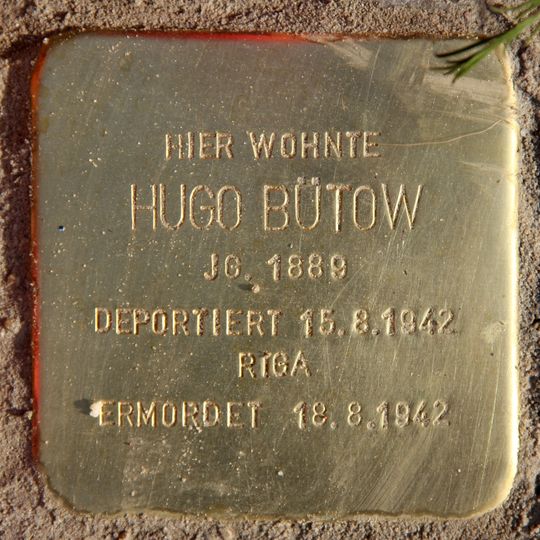 HIER WOHNTE
HUGO BÜTOW
JG. 1889
DEPORTIERT 15.8.1942
RIGA
ERMORDET 18.8.1942